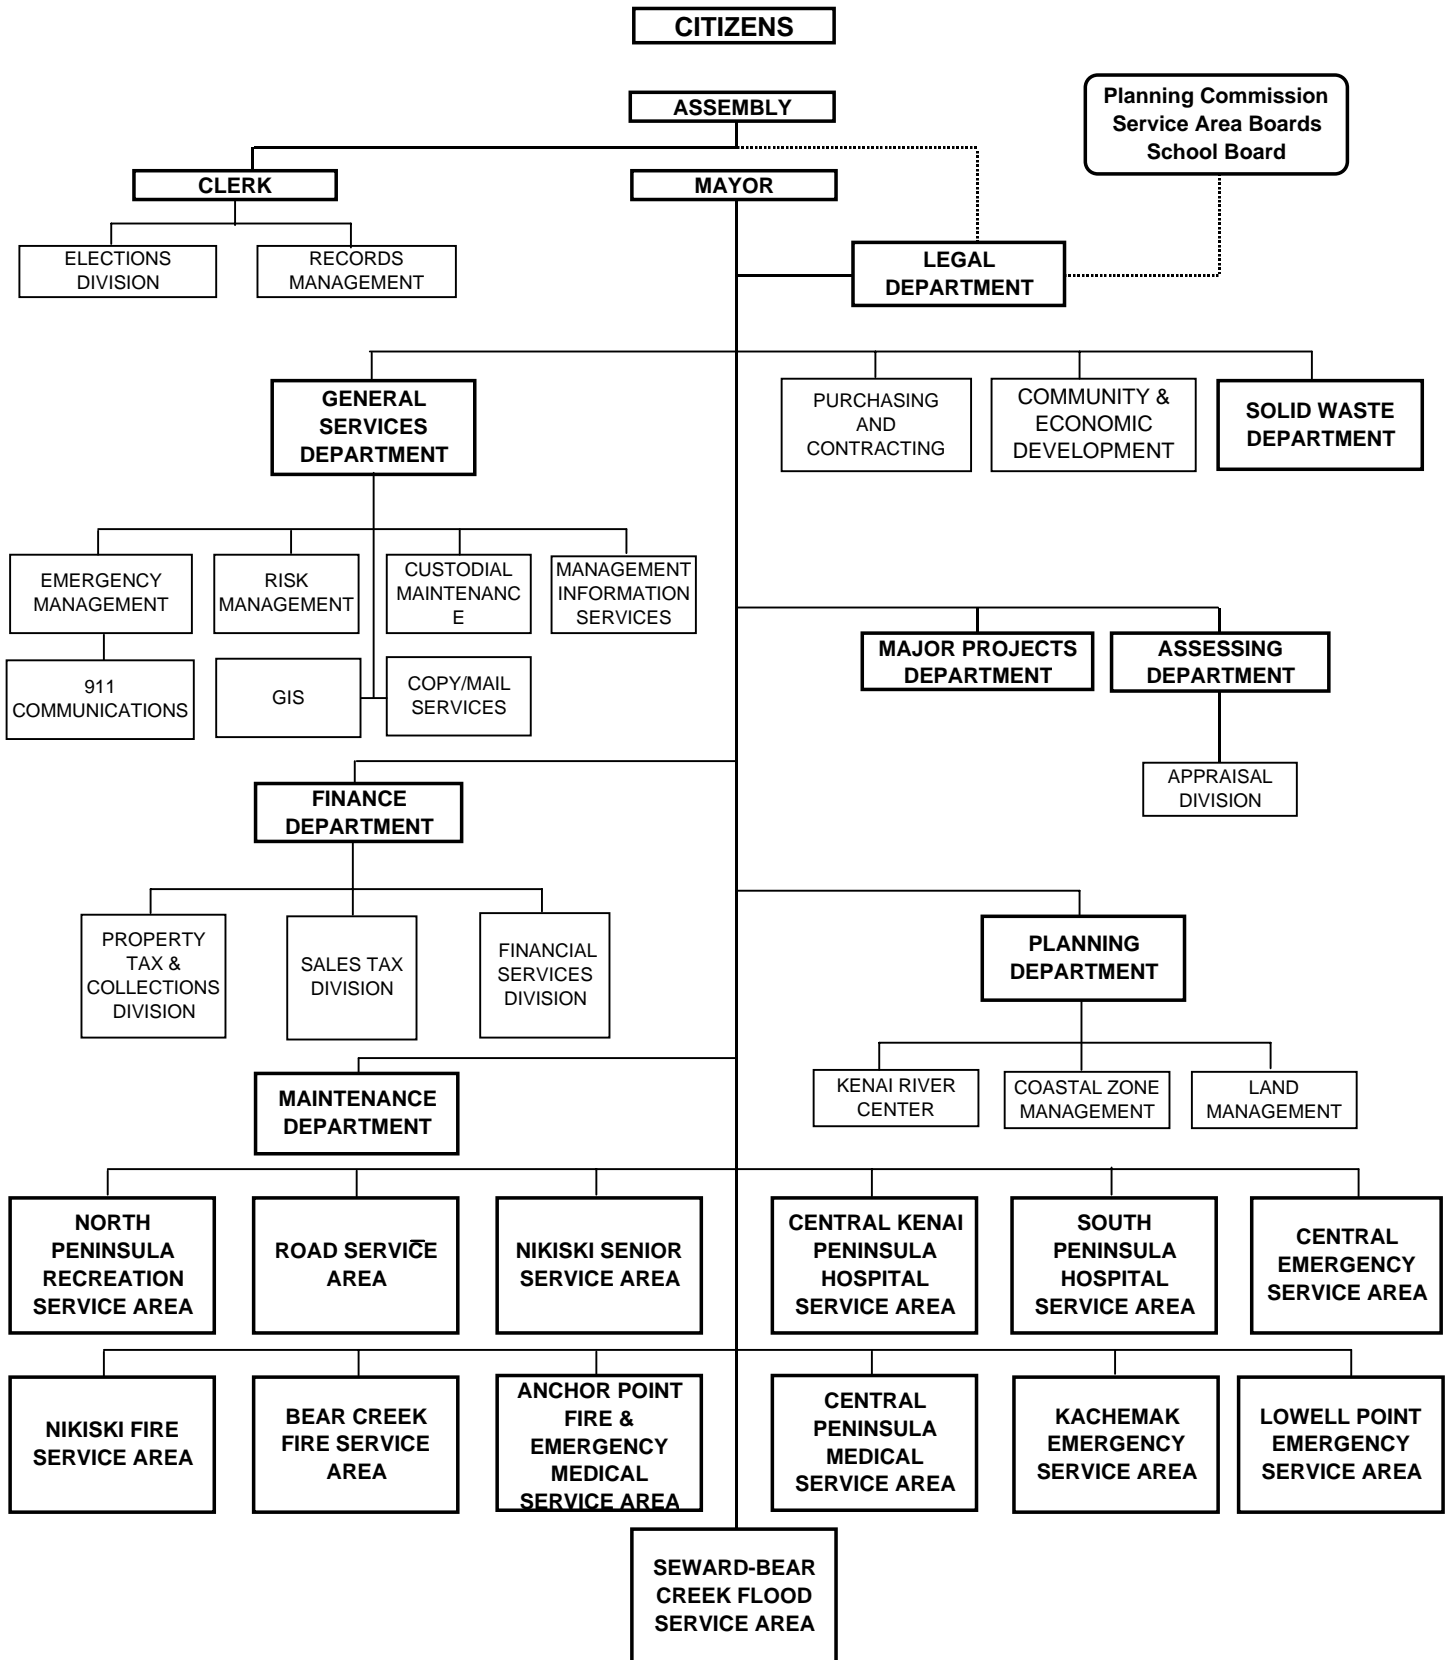 CITIZENS
ASSEMBLY
Planning Commission
Service Area Boards
School Board
CLERK
MAYOR
ELECTIONS
DIVISION
RECORDS
MANAGEMENT
LEGAL
DEPARTMENT
GENERAL
SERVICES
DEPARTMENT
PURCHASING
AND
CONTRACTING
COMMUNITY &
ECONOMIC
DEVELOPMENT
SOLID WASTE
DEPARTMENT
EMERGENCY
MANAGEMENT
RISK
MANAGEMENT
CUSTODIAL
MAINTENANC
E
MANAGEMENT
INFORMATION
SERVICES
911
COMMUNICATIONS
GIS
COPY/MAIL
SERVICES
MAJOR PROJECTS
DEPARTMENT
ASSESSING
DEPARTMENT
APPRAISAL
DIVISION
FINANCE
DEPARTMENT
PROPERTY
TAX &
COLLECTIONS
DIVISION
SALES TAX
DIVISION
FINANCIAL
SERVICES
DIVISION
PLANNING
DEPARTMENT
KENAI RIVER
CENTER
COASTAL ZONE
MANAGEMENT
LAND
MANAGEMENT
MAINTENANCE
DEPARTMENT
NORTH
PENINSULA
RECREATION
SERVICE AREA
ROAD SERVICE
AREA
NIKISKI SENIOR
SERVICE AREA
CENTRAL KENAI
PENINSULA
HOSPITAL
SERVICE AREA
SOUTH
PENINSULA
HOSPITAL
SERVICE AREA
CENTRAL
EMERGENCY
SERVICE AREA
NIKISKI FIRE
SERVICE AREA
BEAR CREEK
FIRE SERVICE
AREA
ANCHOR POINT
FIRE &
EMERGENCY
MEDICAL
SERVICE AREA
CENTRAL
PENINSULA
MEDICAL
SERVICE AREA
KACHEMAK
EMERGENCY
SERVICE AREA
LOWELL POINT
EMERGENCY
SERVICE AREA
SEWARD-BEAR
CREEK FLOOD
SERVICE AREA